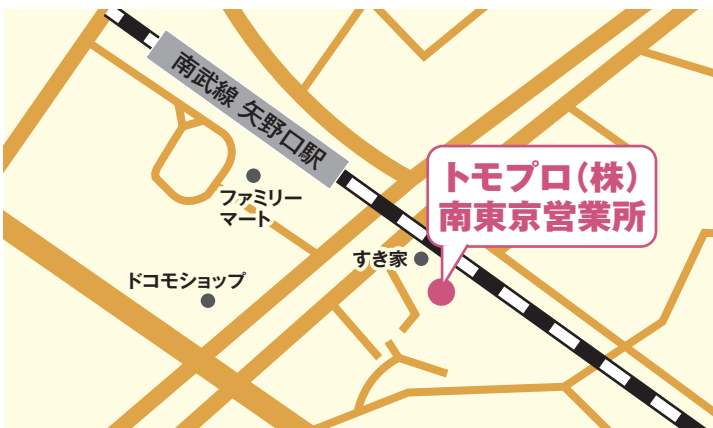 南武線 矢野口駅
トモプロ(株)
南東京営業所
ファミリー
マート
すき家
ドコモショップ